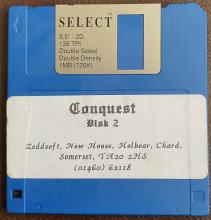 SELECT™
3.5" - 2D
135 TPI
Double Sided
Double Density
1MB (720K)
Conquest
Disk 2
Zeddsoft, New House, Holbear, Chard,
Somerset, TA20 2HS
(01460) 62118